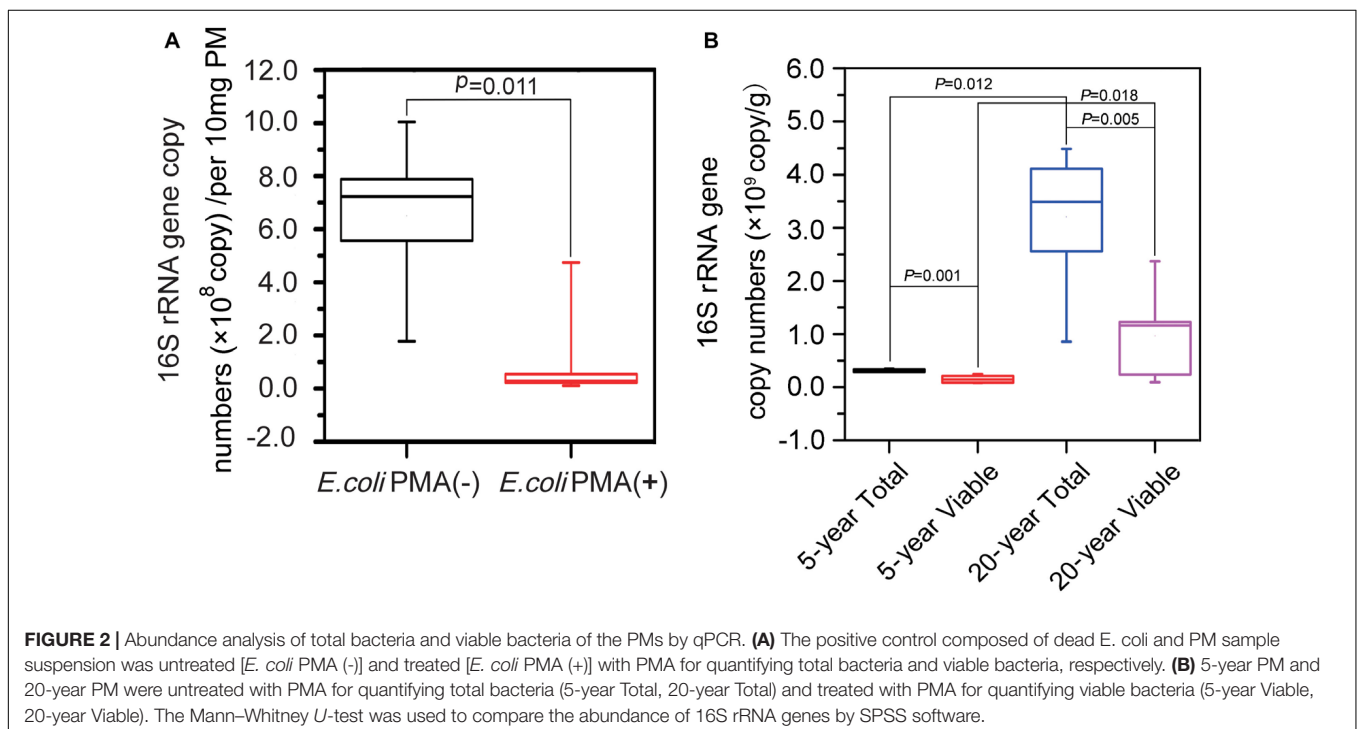 A
16S rRNA gene copy
numbers (×10⁸ copy) /per 10mg PM
12.0
10.0
8.0
6.0
4.0
2.0
0.0
-2.0
p=0.011
E.coli PMA(-) E.coli PMA(+)
B
16S rRNA gene
copy numbers (×10⁹ copy/g)
6.0
5.0
4.0
3.0
2.0
1.0
0.0
-1.0
P=0.012
P=0.018
P=0.005
P=0.001
5-year Total
5-year Viable
20-year Total
20-year Viable
FIGURE 2 | Abundance analysis of total bacteria and viable bacteria of the PMs by qPCR. (A) The positive control composed of dead E. coli and PM sample
suspension was untreated [E. coli PMA (-)] and treated [E. coli PMA (+)] with PMA for quantifying total bacteria and viable bacteria, respectively. (B) 5-year PM and
20-year PM were untreated with PMA for quantifying total bacteria (5-year Total, 20-year Total) and treated with PMA for quantifying viable bacteria (5-year Viable,
20-year Viable). The Mann–Whitney U-test was used to compare the abundance of 16S rRNA genes by SPSS software.